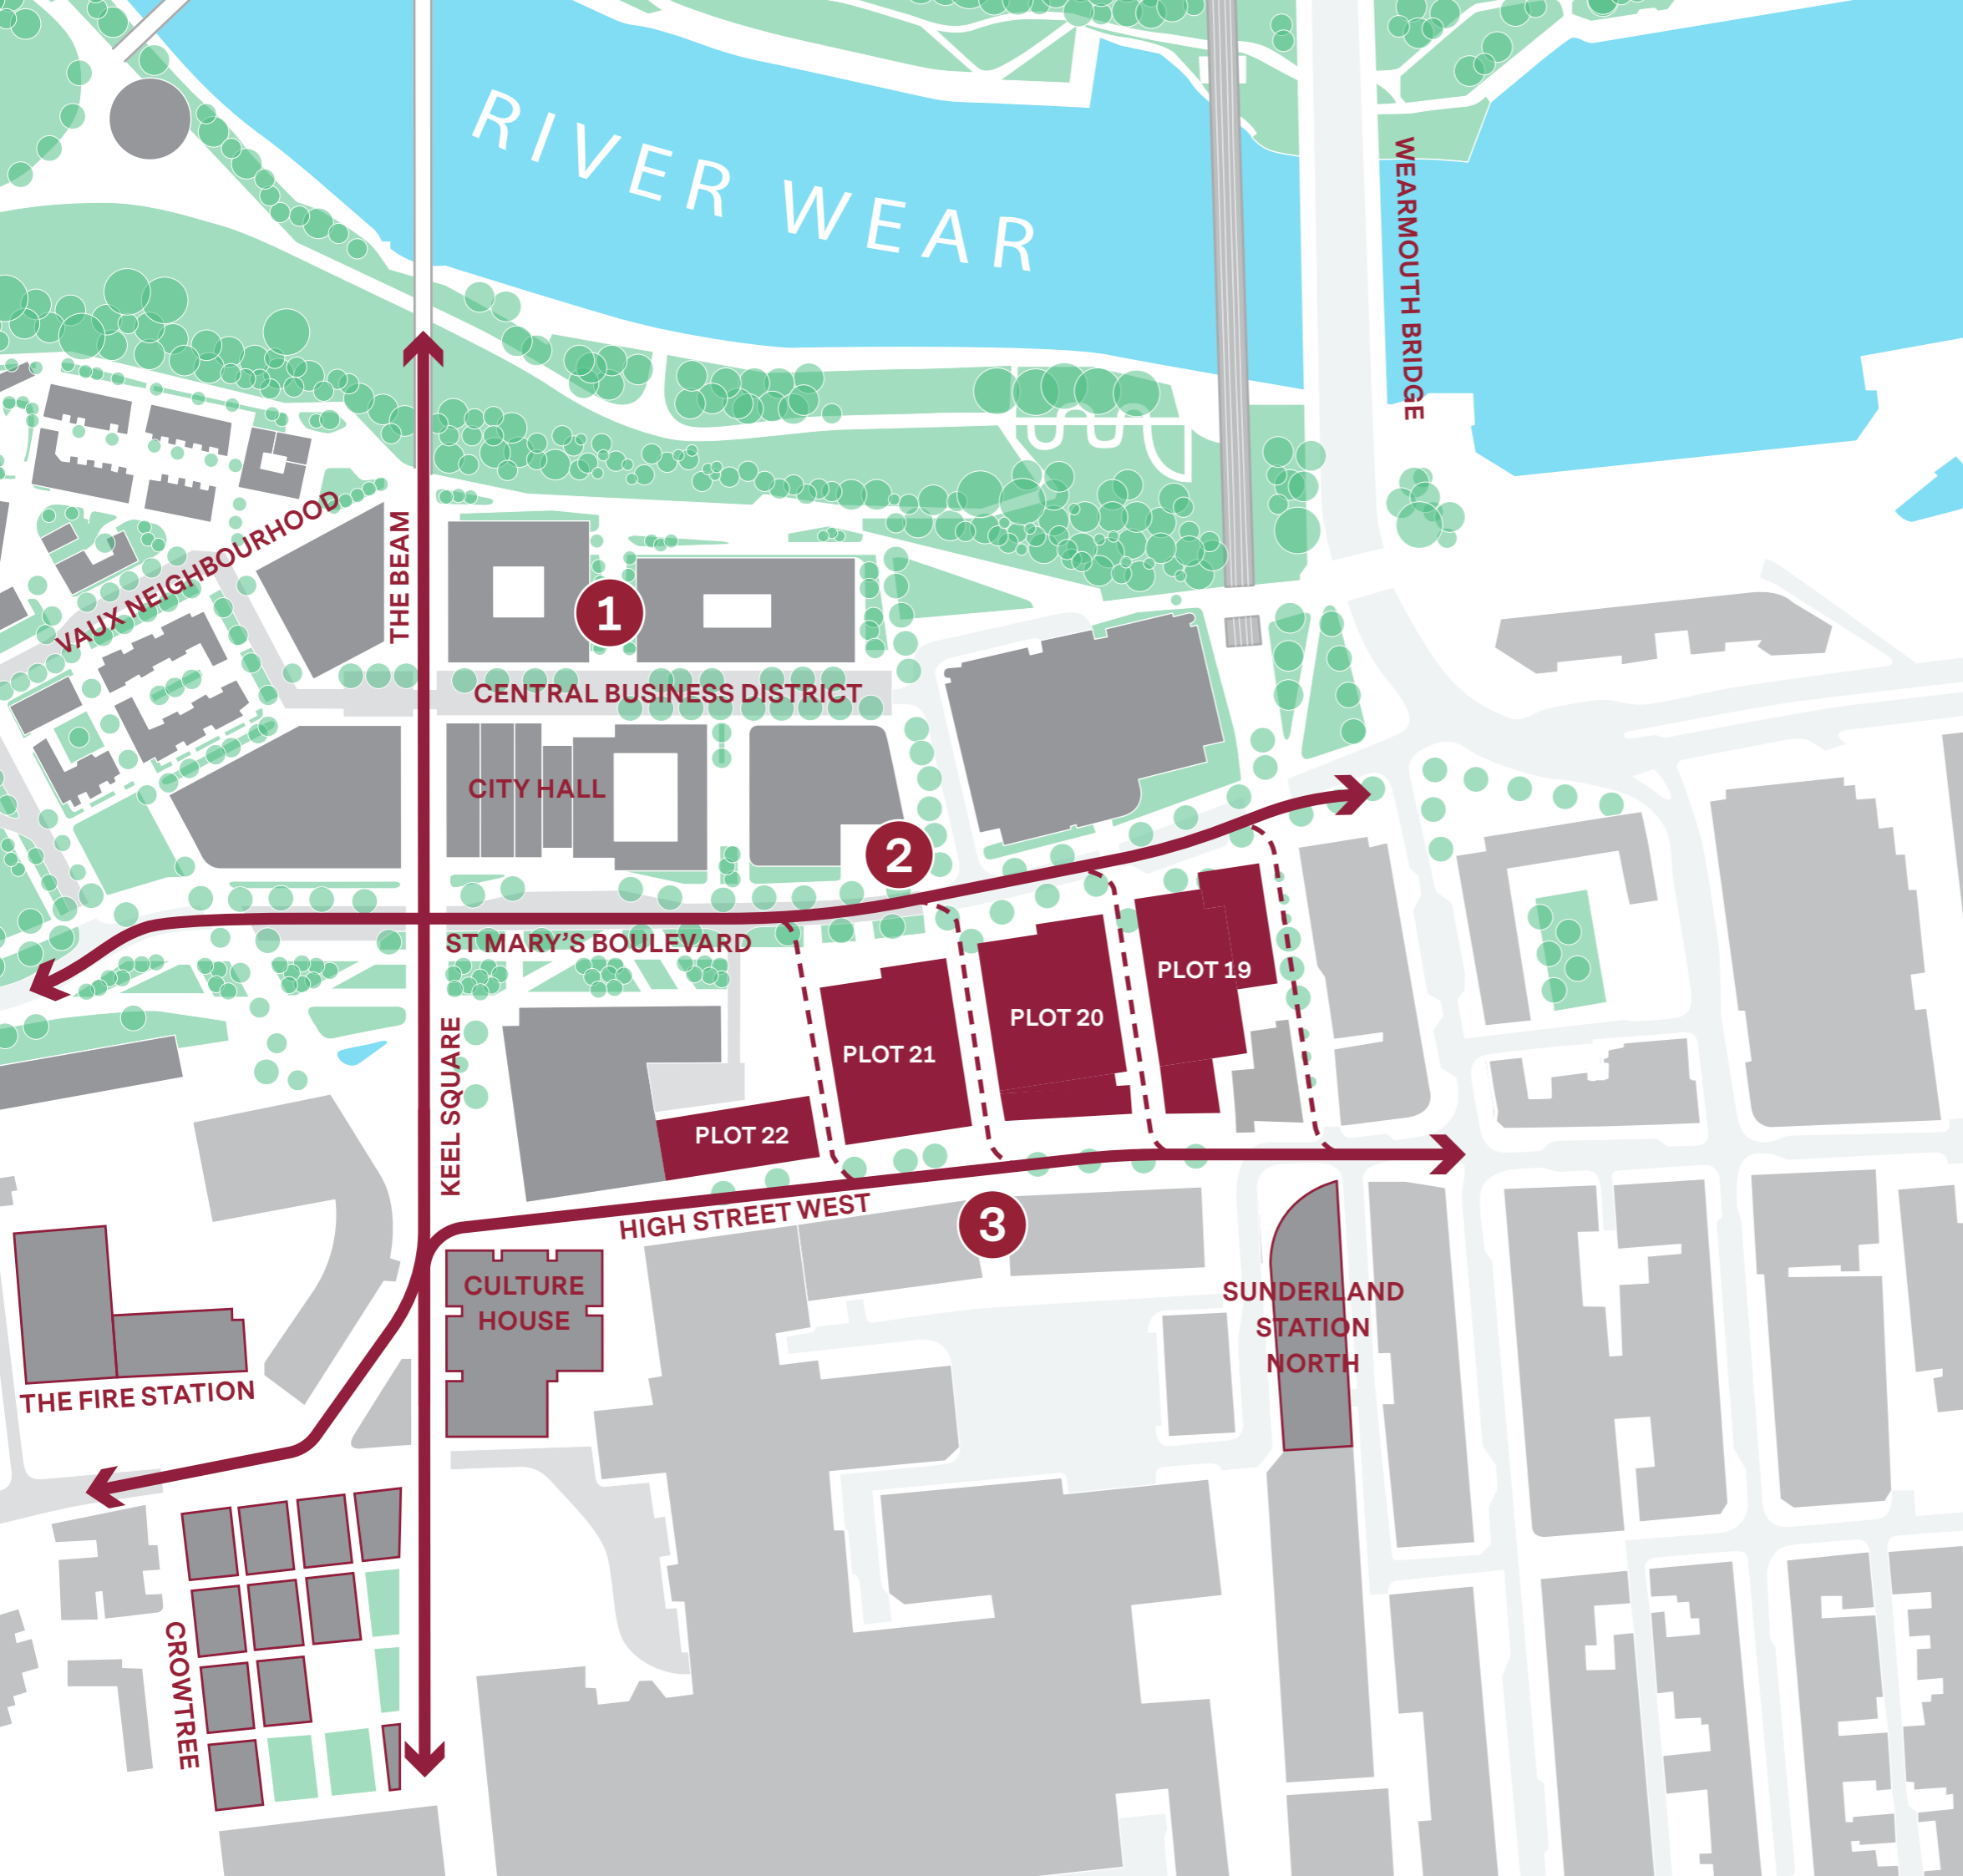 RIVER WEAR
WEARMOUTH BRIDGE
VAUX NEIGHBOURHOOD
THE BEAM
1
CENTRAL BUSINESS DISTRICT
CITY HALL
2
ST MARY'S BOULEVARD
PLOT 19
PLOT 20
PLOT 21
PLOT 22
KEEL SQUARE
HIGH STREET WEST
3
CULTURE
HOUSE
SUNDERLAND
STATION
NORTH
THE FIRE STATION
CROWTREE